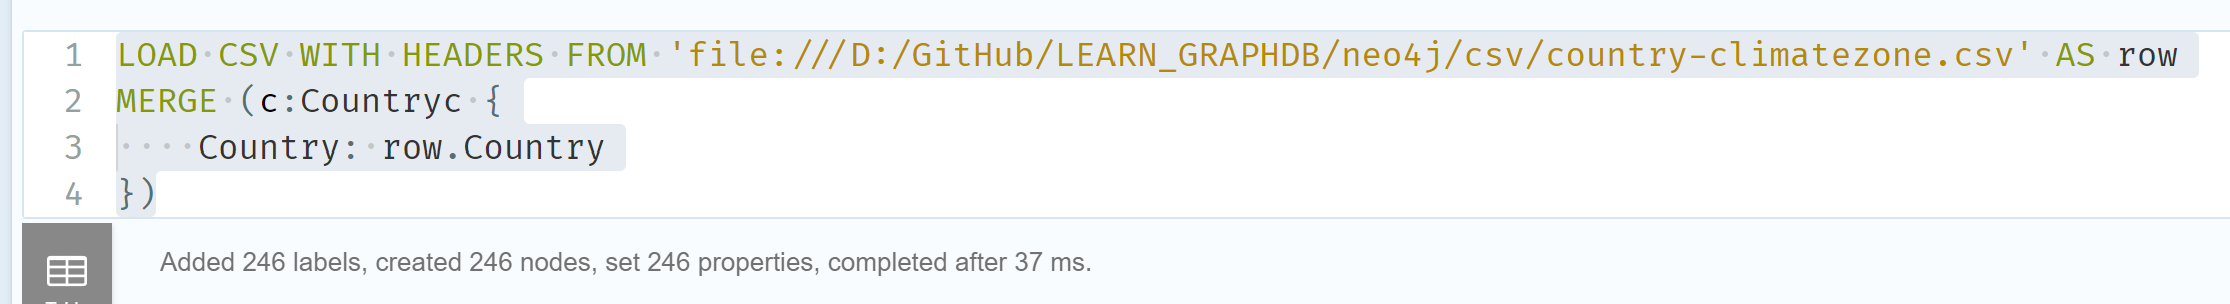 1 LOAD CSV WITH HEADERS FROM 'file:///D:/GitHub/LEARN_GRAPHDB/neo4j/csv/country-climatezone.csv' AS row
2 MERGE (c:Countryc {
3     Country: row.Country
4 })
Added 246 labels, created 246 nodes, set 246 properties, completed after 37 ms.